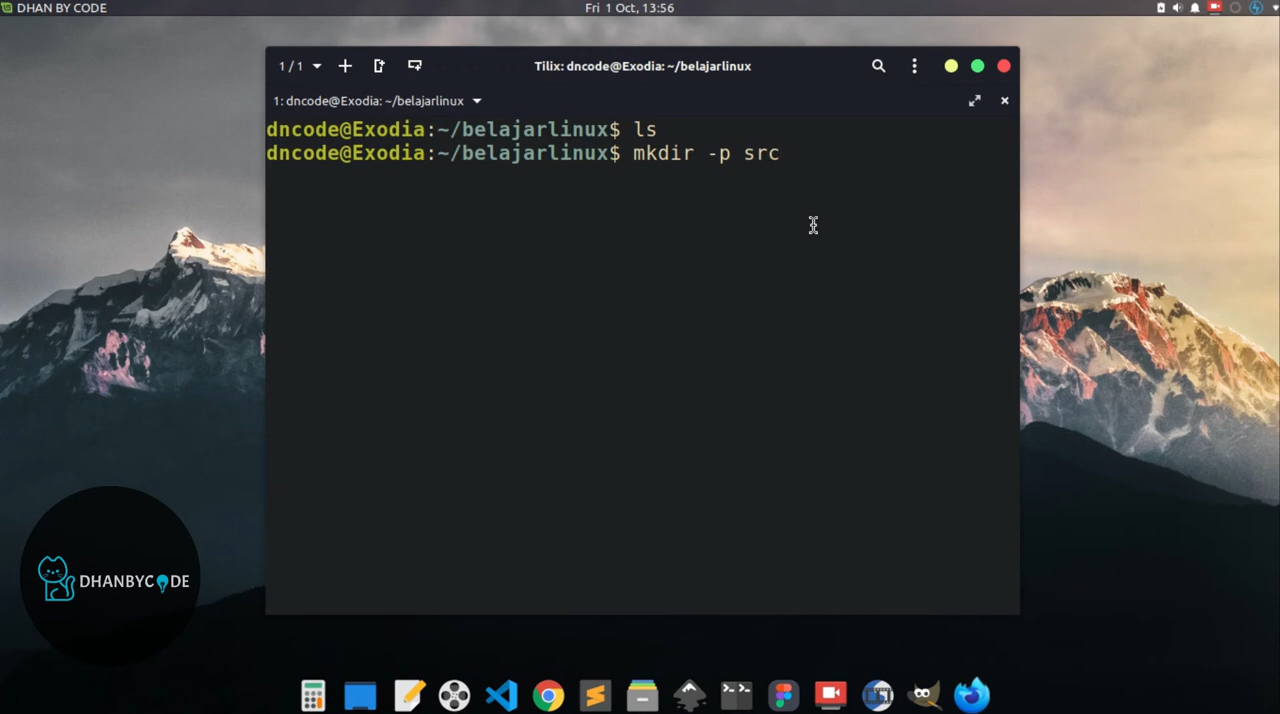 DHAN BY CODE
Fri 1 Oct, 13:56
1 / 1
Tilix: dncode@Exodia: ~/belajarlinux
1: dncode@Exodia: ~/belajarlinux
dncode@Exodia:~/belajarlinux$ ls
dncode@Exodia:~/belajarlinux$ mkdir -p src
DHANBYCODE